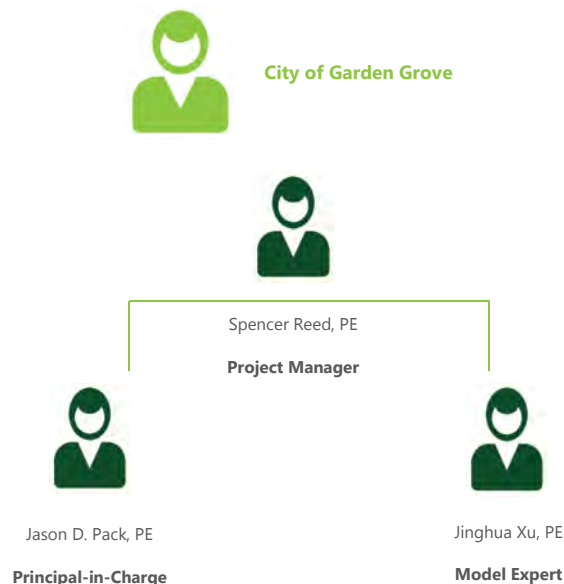 City of Garden Grove
Spencer Reed, PE
Project Manager
Jason D. Pack, PE
Principal-in-Charge
Jinghua Xu, PE
Model Expert